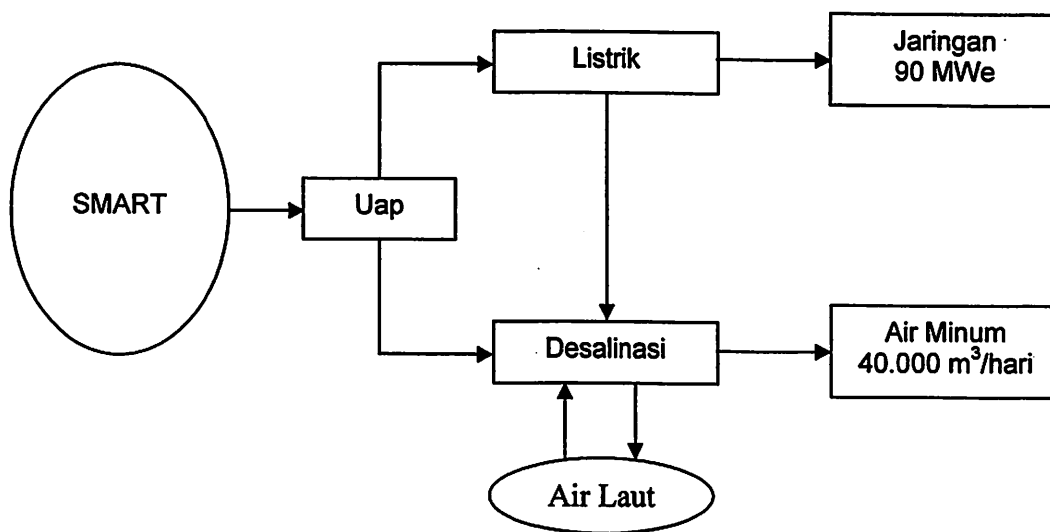 SMART
Uap
Listrik
Jaringan
90 MWe
Desalinasi
Air Minum
40.000 m³/hari
Air Laut